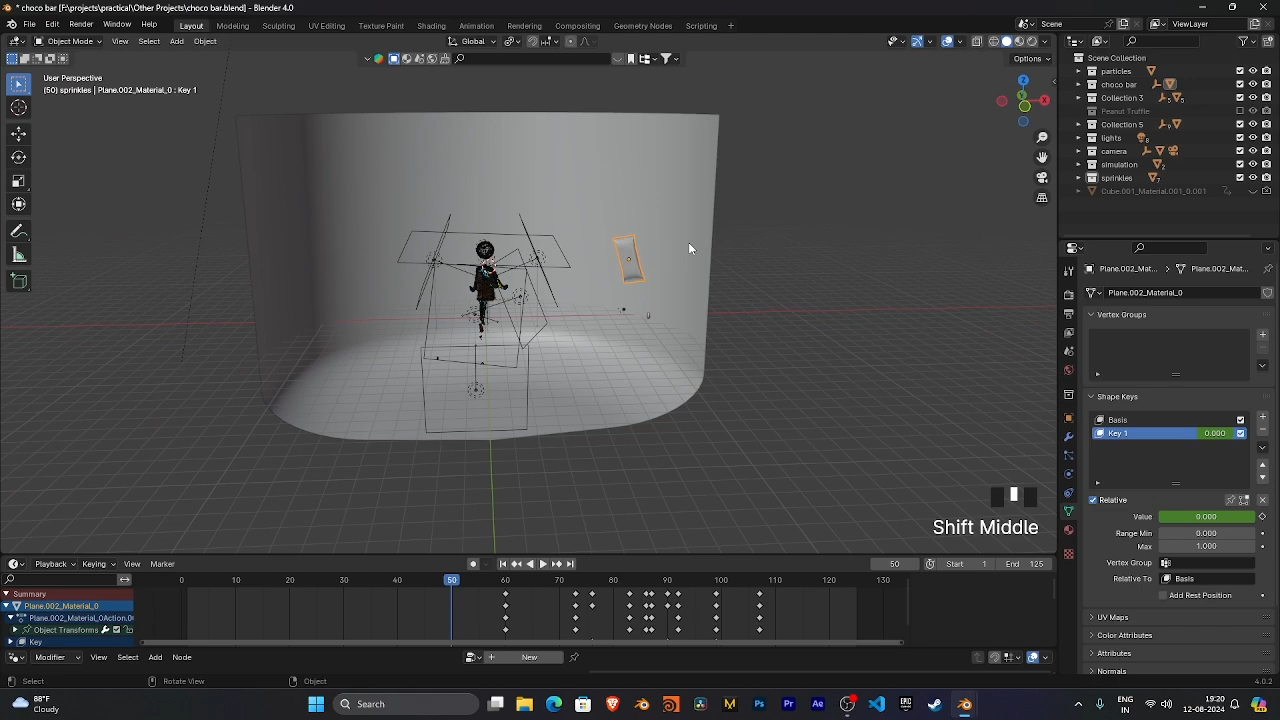 * choco bar [F:\projects\practical\Other Projects\choco bar.blend] - Blender 4.0
File Edit Render Window Help
Layout Modeling Sculpting UV Editing Texture Paint Shading Animation Rendering Compositing Geometry Nodes Scripting +
Scene ViewLayer
Object Mode View Select Add Object Global
Options
User Perspective
(50) sprinkles | Plane.002_Material_0 : Key 1
Z
Y
X
Scene Collection
particles
choco bar
Collection 3 5 5
Peanut Truffle
Collection 5 9
lights 8
camera
simulation 2
sprinkles 7
Cube.001_Material.001_0.001
Plane.002_Mat... > Plane.002_Mat...
Plane.002_Material_0
Vertex Groups
Shape Keys
Basis
Key 1 0.000
Relative
Value 0.000
Range Min 0.000
Max 1.000
Vertex Group
Relative To Basis
Add Rest Position
UV Maps
Color Attributes
Attributes
Normals
Shift Middle
Playback Keying View Marker 50 Start 1 End 125
0 10 20 30 40 50 60 70 80 90 100 110 120 130
Summary
Plane.002_Material_0
Plane.002_Material_0Action.0
Object Transforms
Key
Modifier View Select Add Node New
Select Rotate View Object 4.0.2
88°F
Cloudy
Search
ENG
IN
19:20
12-08-2024